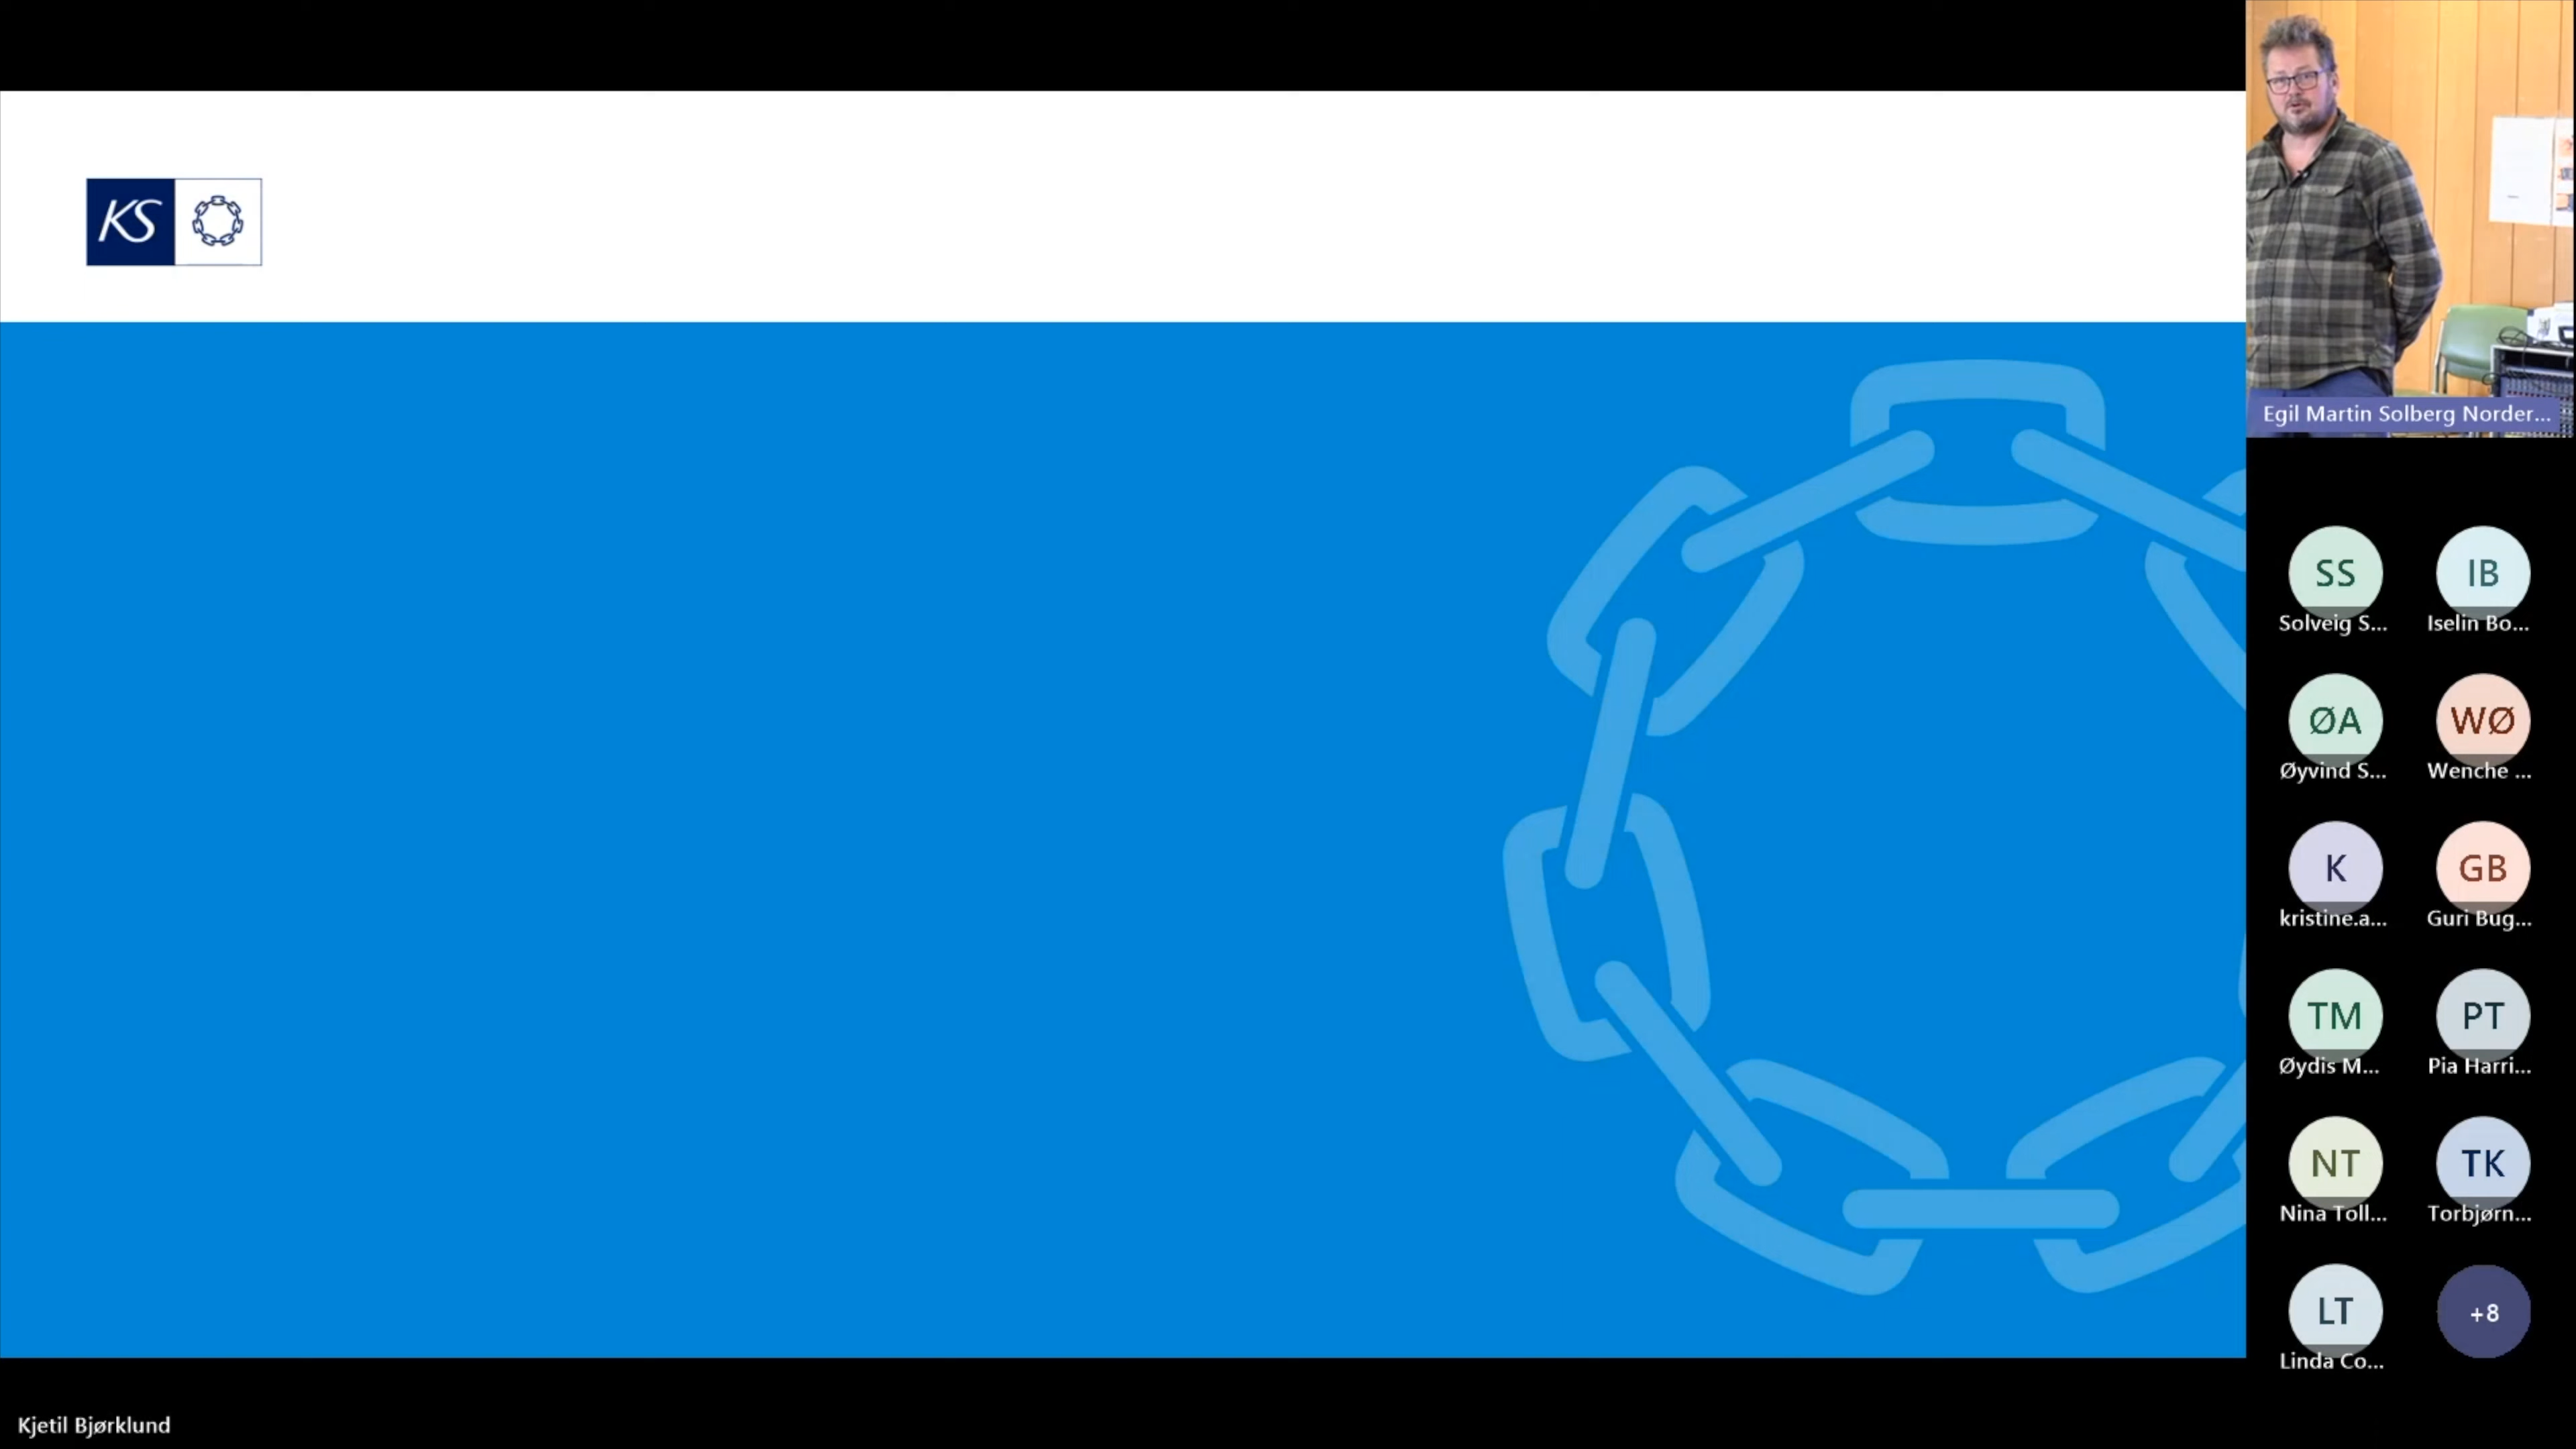 KS
Egil Martin Solberg Norder...
SS
IB
Solveig S...
Iselin Bo...
ØA
WØ
Øyvind S...
Wenche ...
K
GB
kristine.a...
Guri Bug...
TM
PT
Øydis M...
Pia Harri...
NT
TK
Nina Toll...
Torbjørn...
LT
+8
Linda Co...
Kjetil Bjørklund